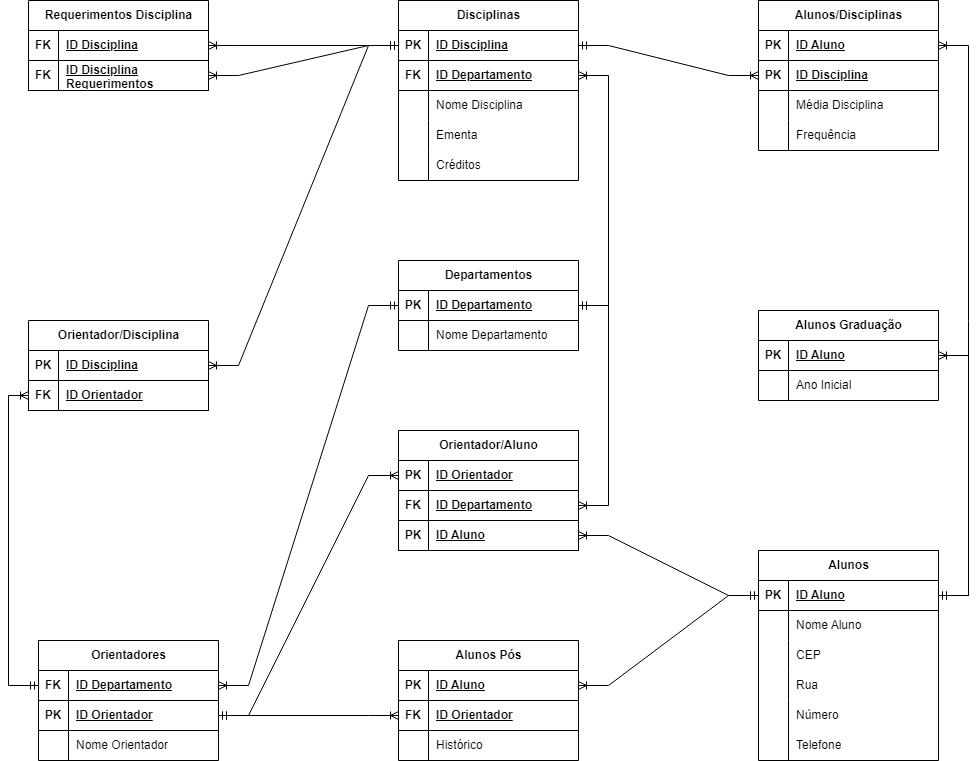 Requerimentos Disciplina
FK ID Disciplina
FK ID Disciplina
Requerimentos
Disciplinas
PK ID Disciplina
FK ID Departamento
Nome Disciplina
Ementa
Créditos
Alunos/Disciplinas
PK ID Aluno
PK ID Disciplina
Média Disciplina
Frequência
Departamentos
PK ID Departamento
Nome Departamento
Orientador/Disciplina
PK ID Disciplina
FK ID Orientador
Alunos Graduação
PK ID Aluno
Ano Inicial
Orientador/Aluno
PK ID Orientador
FK ID Departamento
PK ID Aluno
Orientadores
FK ID Departamento
PK ID Orientador
Nome Orientador
Alunos Pós
PK ID Aluno
FK ID Orientador
Histórico
Alunos
PK ID Aluno
Nome Aluno
CEP
Rua
Número
Telefone